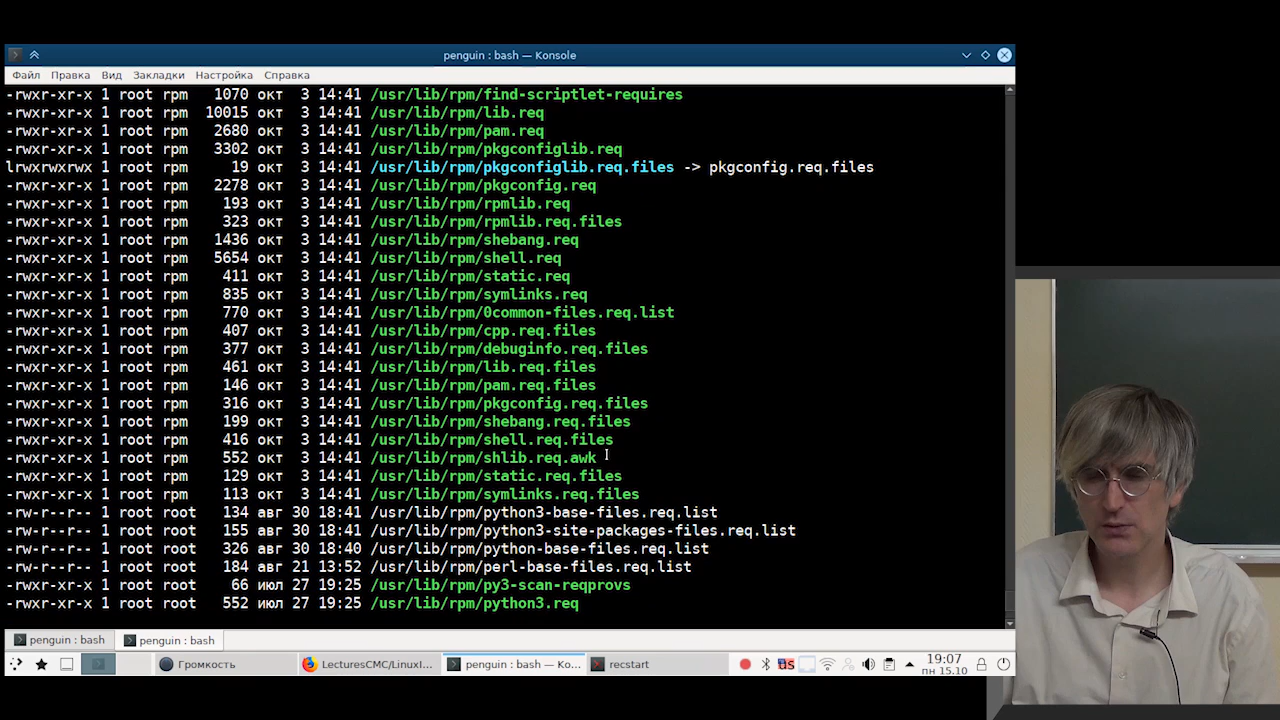 penguin : bash — Konsole
Файл Правка Вид Закладки Настройка Справка
-rwxr-xr-x 1 root rpm 1070 окт 3 14:41 /usr/lib/rpm/find-scriptlet-requires
-rwxr-xr-x 1 root rpm 10015 окт 3 14:41 /usr/lib/rpm/lib.req
-rwxr-xr-x 1 root rpm 2680 окт 3 14:41 /usr/lib/rpm/pam.req
-rwxr-xr-x 1 root rpm 3302 окт 3 14:41 /usr/lib/rpm/pkgconfiglib.req
lrwxrwxrwx 1 root rpm 19 окт 3 14:41 /usr/lib/rpm/pkgconfiglib.req.files -> pkgconfig.req.files
-rwxr-xr-x 1 root rpm 2278 окт 3 14:41 /usr/lib/rpm/pkgconfig.req
-rwxr-xr-x 1 root rpm 193 окт 3 14:41 /usr/lib/rpm/rpmlib.req
-rwxr-xr-x 1 root rpm 323 окт 3 14:41 /usr/lib/rpm/rpmlib.req.files
-rwxr-xr-x 1 root rpm 1436 окт 3 14:41 /usr/lib/rpm/shebang.req
-rwxr-xr-x 1 root rpm 5654 окт 3 14:41 /usr/lib/rpm/shell.req
-rwxr-xr-x 1 root rpm 411 окт 3 14:41 /usr/lib/rpm/static.req
-rwxr-xr-x 1 root rpm 835 окт 3 14:41 /usr/lib/rpm/symlinks.req
-rwxr-xr-x 1 root rpm 770 окт 3 14:41 /usr/lib/rpm/0common-files.req.list
-rwxr-xr-x 1 root rpm 407 окт 3 14:41 /usr/lib/rpm/cpp.req.files
-rwxr-xr-x 1 root rpm 377 окт 3 14:41 /usr/lib/rpm/debuginfo.req.files
-rwxr-xr-x 1 root rpm 461 окт 3 14:41 /usr/lib/rpm/lib.req.files
-rwxr-xr-x 1 root rpm 146 окт 3 14:41 /usr/lib/rpm/pam.req.files
-rwxr-xr-x 1 root rpm 316 окт 3 14:41 /usr/lib/rpm/pkgconfig.req.files
-rwxr-xr-x 1 root rpm 199 окт 3 14:41 /usr/lib/rpm/shebang.req.files
-rwxr-xr-x 1 root rpm 416 окт 3 14:41 /usr/lib/rpm/shell.req.files
-rwxr-xr-x 1 root rpm 552 окт 3 14:41 /usr/lib/rpm/shlib.req.awk
-rwxr-xr-x 1 root rpm 129 окт 3 14:41 /usr/lib/rpm/static.req.files
-rwxr-xr-x 1 root rpm 113 окт 3 14:41 /usr/lib/rpm/symlinks.req.files
-rw-r--r-- 1 root root 134 авг 30 18:41 /usr/lib/rpm/python3-base-files.req.list
-rw-r--r-- 1 root root 155 авг 30 18:41 /usr/lib/rpm/python3-site-packages-files.req.list
-rw-r--r-- 1 root root 326 авг 30 18:40 /usr/lib/rpm/python-base-files.req.list
-rw-r--r-- 1 root root 184 авг 21 13:52 /usr/lib/rpm/perl-base-files.req.list
-rwxr-xr-x 1 root root 66 июл 27 19:25 /usr/lib/rpm/py3-scan-reqprovs
-rwxr-xr-x 1 root root 552 июл 27 19:25 /usr/lib/rpm/python3.req
penguin : bash penguin : bash
Громкость LecturesCMC/LinuxI... penguin : bash — Ko... recstart us 19:07
пн 15.10